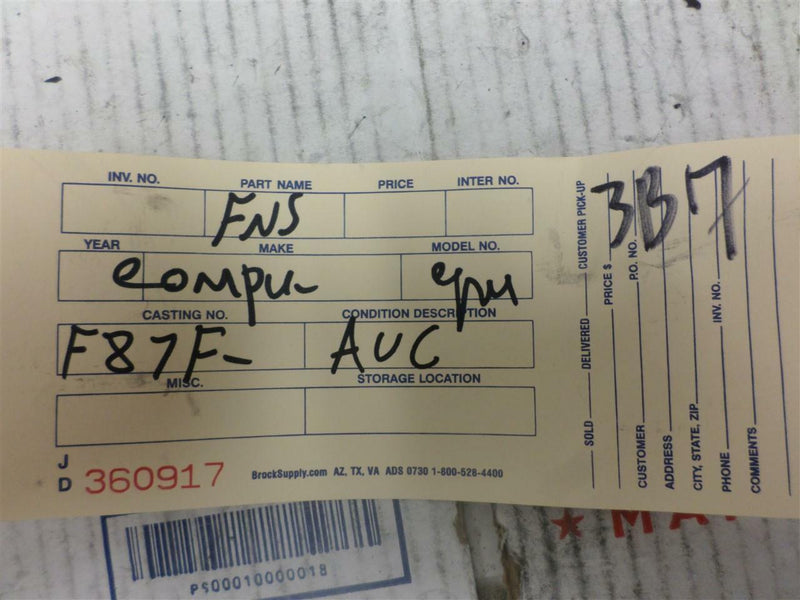 INV. NO. PART NAME PRICE INTER NO.
FNS
YEAR MAKE MODEL NO.
compu-
CASTING NO. CONDITION DESCRIPTION
F87F- AUC
MISC. STORAGE LOCATION
JD 360917 BrockSupply.com AZ, TX, VA ADS 0730 1-800-528-4400
SOLD DELIVERED CUSTOMER PICK-UP
PRICE $
CUSTOMER P.O. NO.
ADDRESS
CITY, STATE, ZIP
PHONE INV. NO.
COMMENTS
3B7
PS00010000018